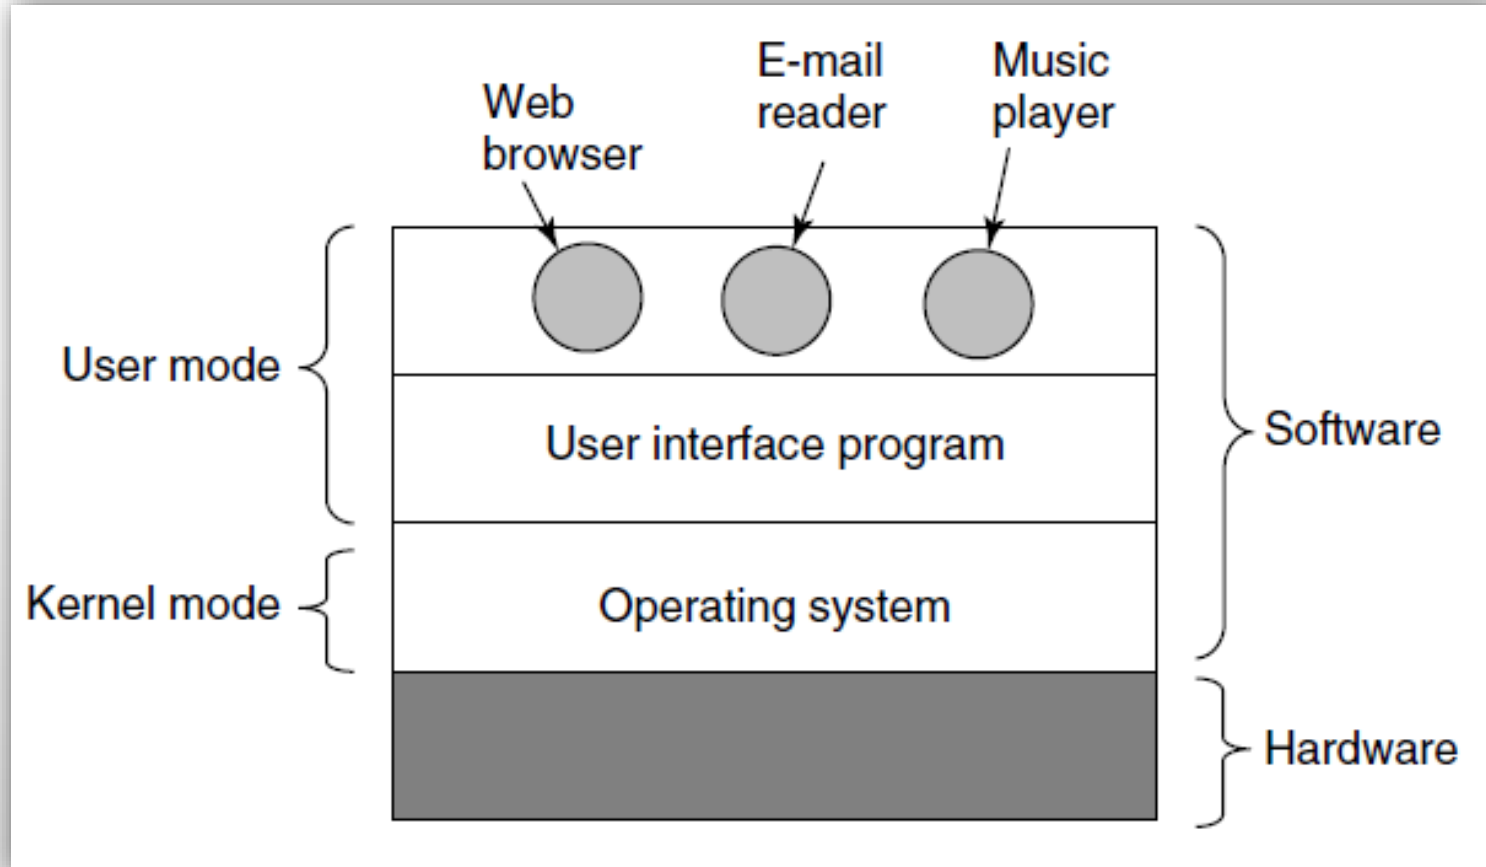 Web
browser
E-mail
reader
Music
player
User mode
User interface program
Software
Kernel mode
Operating system
Hardware